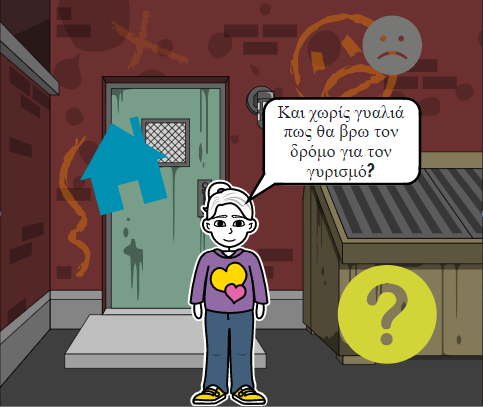 Και χωρίς γυαλιά
πως θα βρω τον
δρόμο για τον
γυρισμό?
?